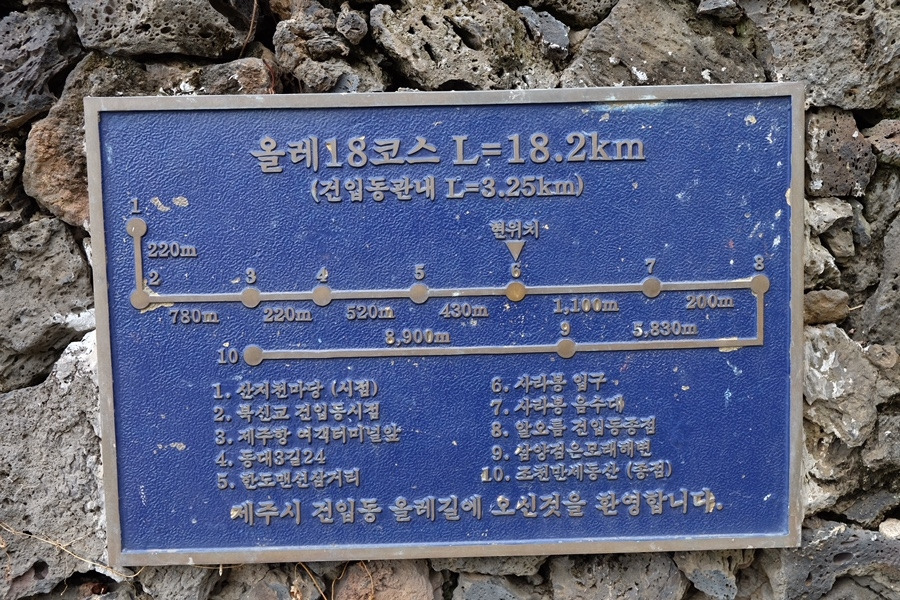 올레18코스 L=18.2km
(건입동관내 L=3.25km)
현위치
1
220m
2 3 4 5 6 7 8
780m 220m 520m 430m 1,100m 200m
10 8,900m 9 5,830m
1. 산지천마당 (시점)
2. 북신교 건입동시점
3. 제주항 여객터미널앞
4. 등대3길24
5. 한도맨션삼거리
6. 사라봉 입구
7. 사라봉 음수대
8. 알오름 건입동종점
9. 삼양검은모래해변
10. 조천만세동산 (종점)
제주시 건입동 올레길에 오신것을 환영합니다.